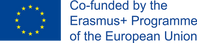 Co-funded by the
Erasmus+ Programme
of the European Union